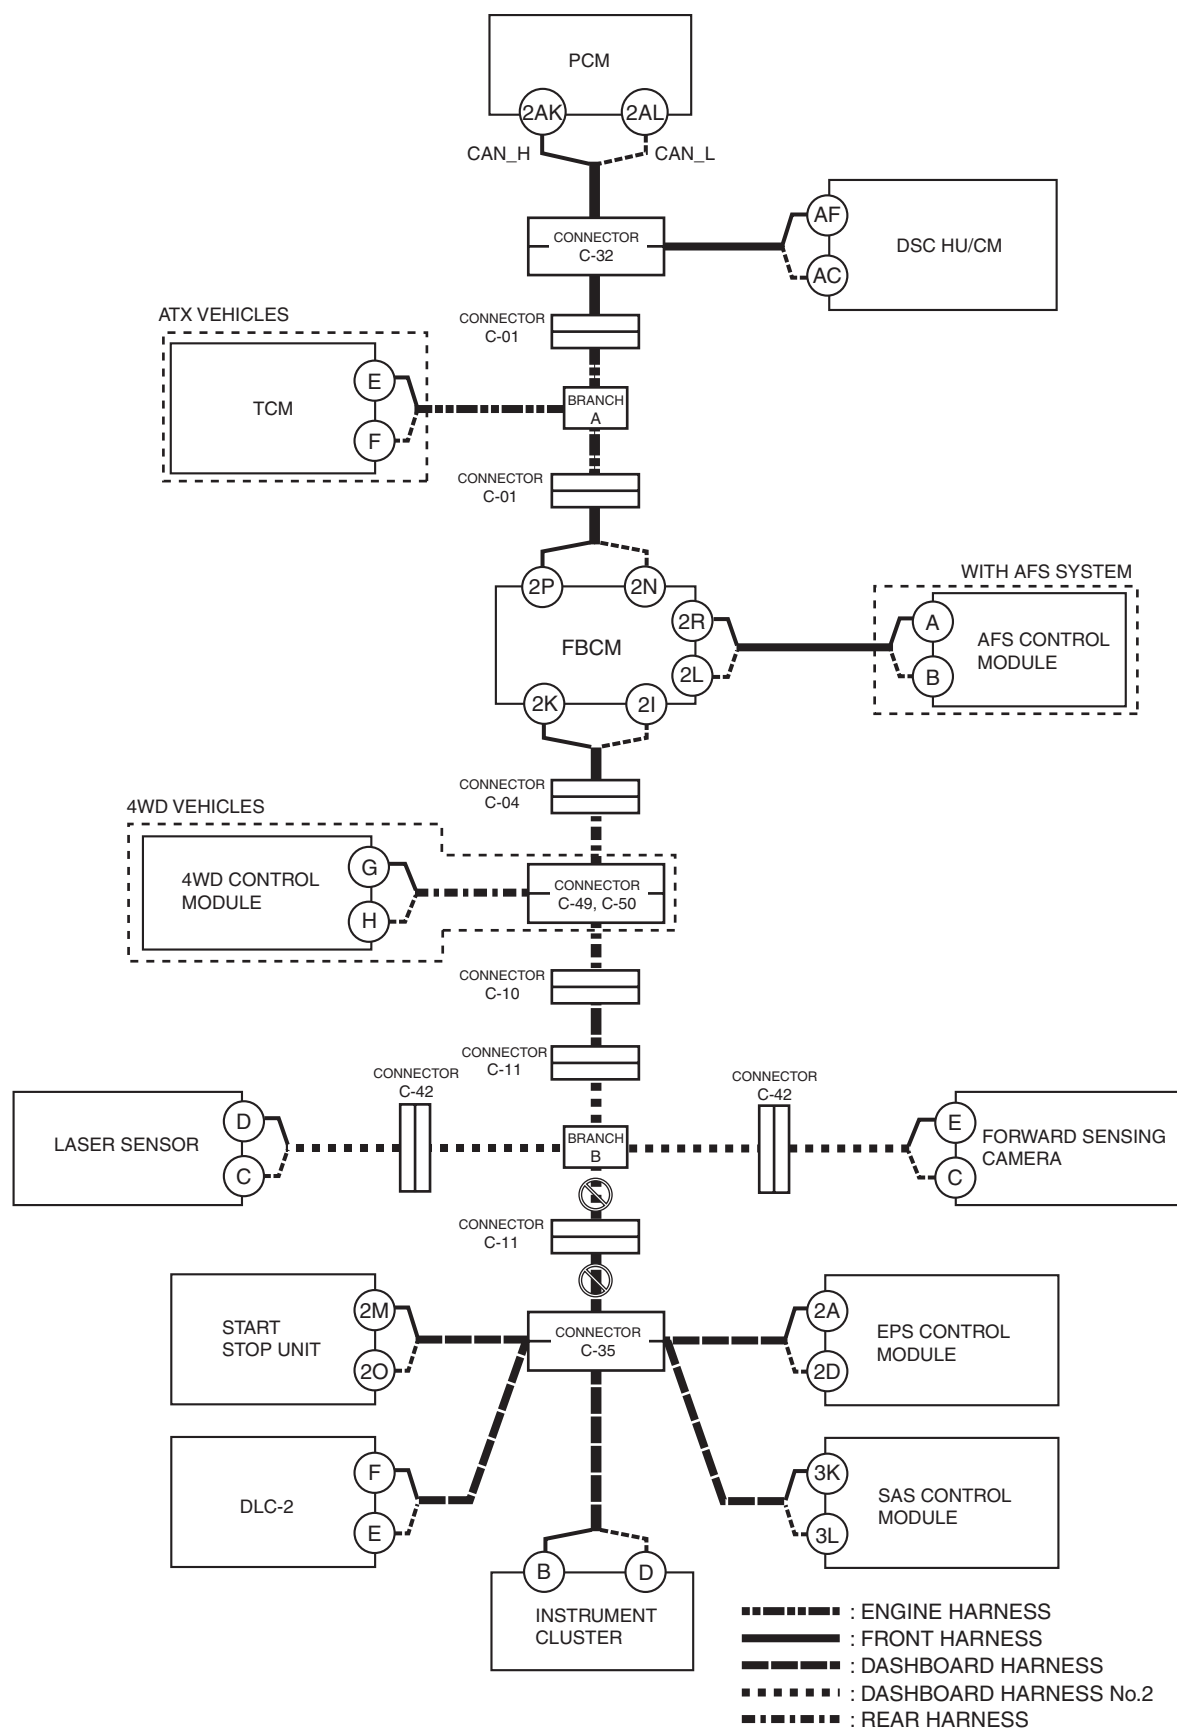 PCM
2AK
2AL
CAN_H
CAN_L
CONNECTOR
C-32
AF
AC
DSC HU/CM
CONNECTOR
C-01
ATX VEHICLES
TCM
E
F
BRANCH
A
CONNECTOR
C-01
2P
2N
2R
2L
FBCM
2K
2I
WITH AFS SYSTEM
A
B
AFS CONTROL
MODULE
CONNECTOR
C-04
4WD VEHICLES
4WD CONTROL
MODULE
G
H
CONNECTOR
C-49, C-50
CONNECTOR
C-10
CONNECTOR
C-11
CONNECTOR
C-42
CONNECTOR
C-42
LASER SENSOR
D
C
BRANCH
B
E
C
FORWARD SENSING
CAMERA
CONNECTOR
C-11
START
STOP UNIT
2M
2O
CONNECTOR
C-35
2A
2D
EPS CONTROL
MODULE
DLC-2
F
E
3K
3L
SAS CONTROL
MODULE
B
D
INSTRUMENT
CLUSTER
: ENGINE HARNESS
: FRONT HARNESS
: DASHBOARD HARNESS
: DASHBOARD HARNESS No.2
: REAR HARNESS